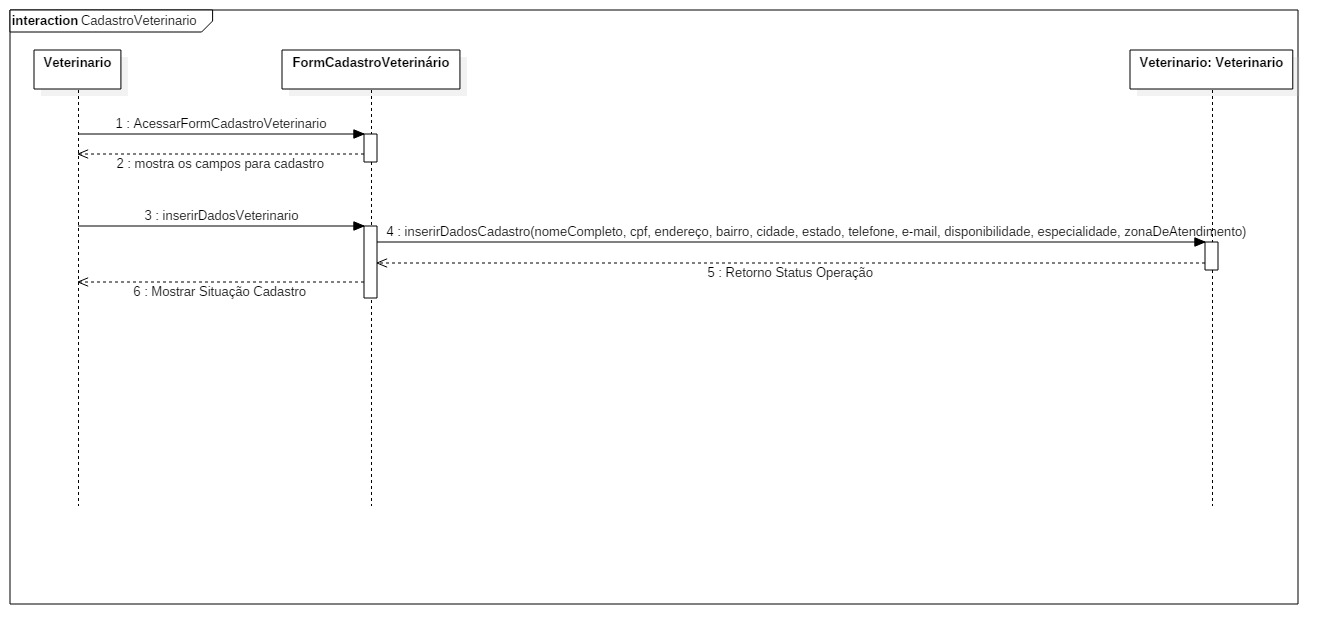 interaction CadastroVeterinario
Veterinario
FormCadastroVeterinário
Veterinario: Veterinario
1 : AcessarFormCadastroVeterinario
2 : mostra os campos para cadastro
3 : inserirDadosVeterinario
4 : inserirDadosCadastro(nomeCompleto, cpf, endereço, bairro, cidade, estado, telefone, e-mail, disponibilidade, especialidade, zonaDeAtendimento)
5 : Retorno Status Operação
6 : Mostrar Situação Cadastro